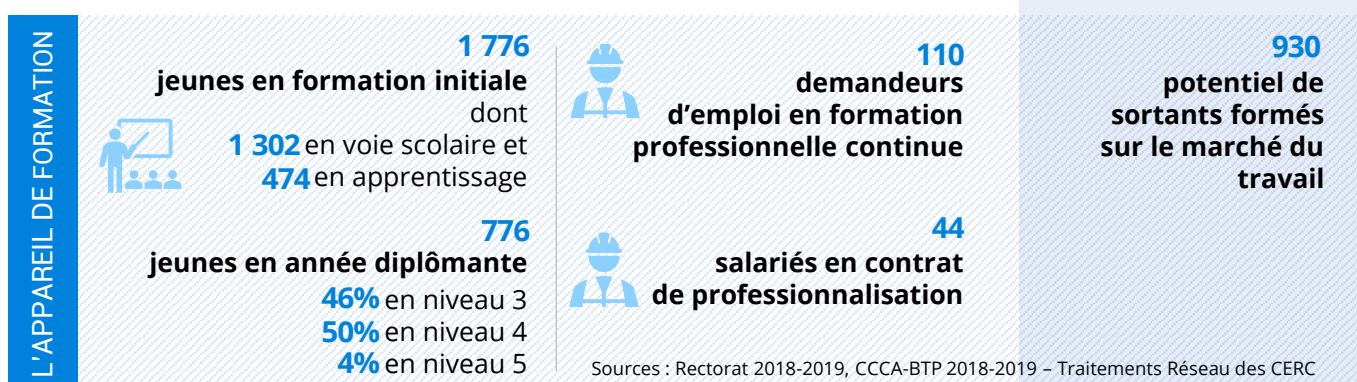 L'APPAREIL DE FORMATION
1 776
jeunes en formation initiale
dont
1 302 en voie scolaire et
474 en apprentissage
776
jeunes en année diplômante
46% en niveau 3
50% en niveau 4
4% en niveau 5
110
demandeurs
d'emploi en formation
professionnelle continue
44
salariés en contrat
de professionnalisation
930
potentiel de
sortants formés
sur le marché du
travail
Sources : Rectorat 2018-2019, CCCA-BTP 2018-2019 – Traitements Réseau des CERC